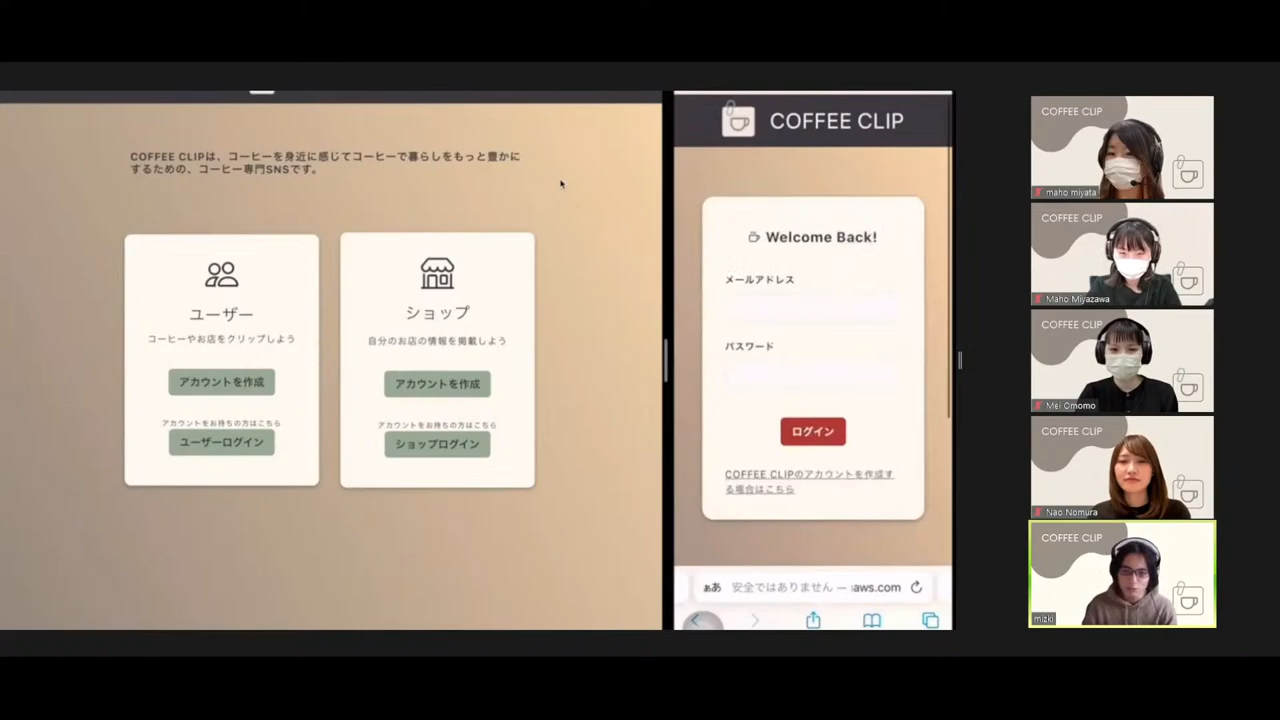 COFFEE CLIPは、コーヒーを身近に感じてコーヒーで暮らしをもっと豊かに
するための、コーヒー専門SNSです。
ユーザー
コーヒーやお店をクリップしよう
アカウントを作成
アカウントをお持ちの方はこちら
ユーザーログイン
ショップ
自分のお店の情報を掲載しよう
アカウントを作成
アカウントをお持ちの方はこちら
ショップログイン
COFFEE CLIP
Welcome Back!
メールアドレス
パスワード
ログイン
COFFEE CLIPのアカウントを作成す
る場合はこちら
ぁあ 安全ではありません — aws.com
COFFEE CLIP
maho miyata
COFFEE CLIP
Maho Miyazawa
COFFEE CLIP
Mei Omomo
COFFEE CLIP
Nao Nomura
COFFEE CLIP
mizki